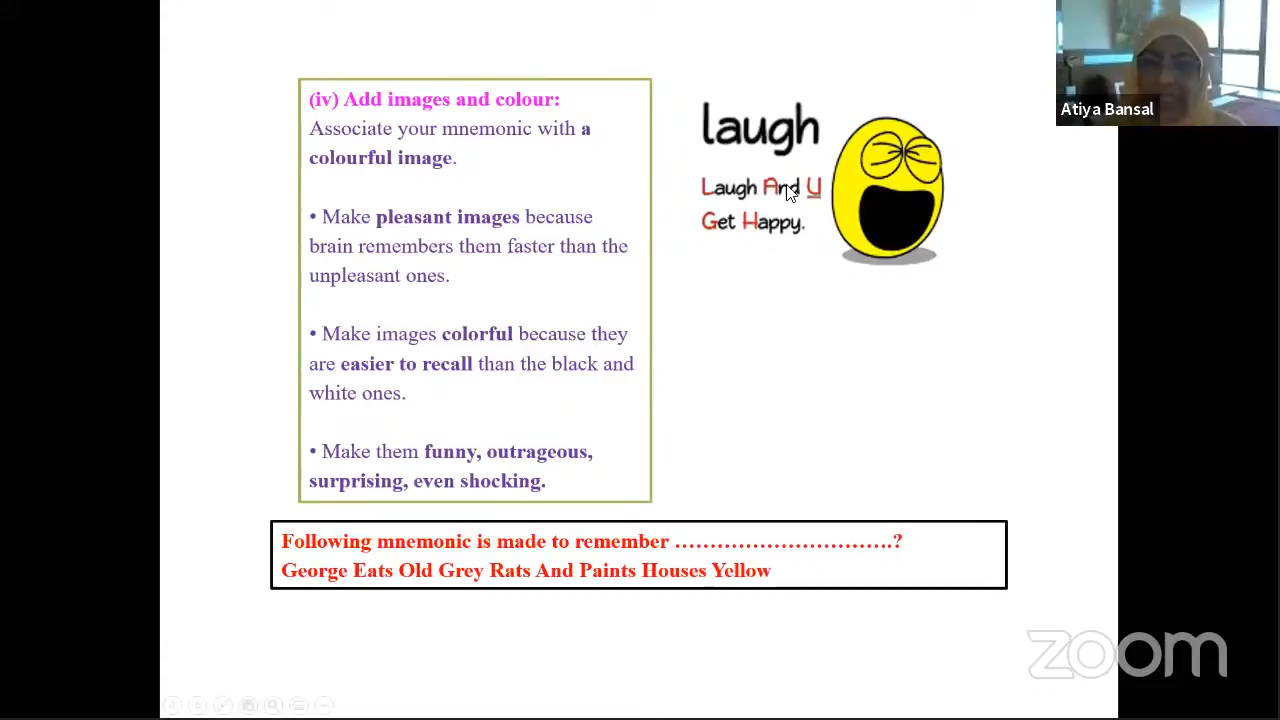 (iv) Add images and colour:
Associate your mnemonic with a
colourful image.
• Make pleasant images because
brain remembers them faster than the
unpleasant ones.
• Make images colorful because they
are easier to recall than the black and
white ones.
• Make them funny, outrageous,
surprising, even shocking.
laugh
Laugh And U
Get Happy.
Following mnemonic is made to remember …………………………….?
George Eats Old Grey Rats And Paints Houses Yellow
Atiya Bansal
zoom